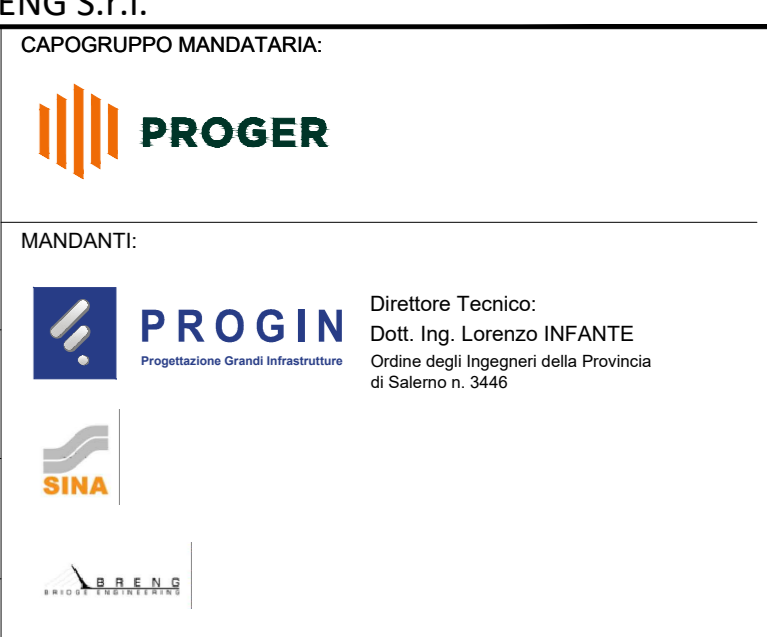 ENG S.r.l.
CAPOGRUPPO MANDATARIA:
PROGER
MANDANTI:
PROGIN
Progettazione Grandi Infrastrutture
Direttore Tecnico:
Dott. Ing. Lorenzo INFANTE
Ordine degli Ingegneri della Provincia
di Salerno n. 3446
SINA
BRENG
BRIDGE ENGINEERING